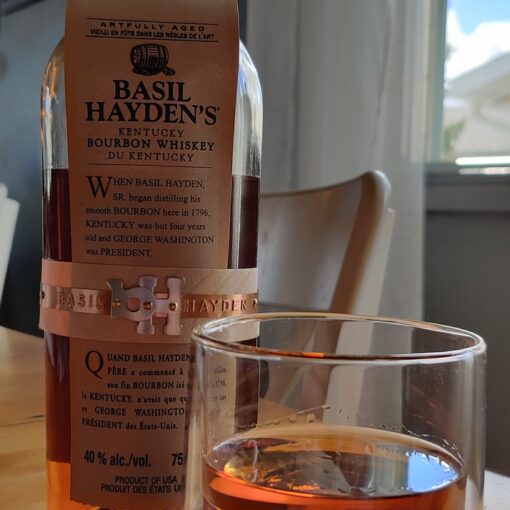 ARTFULLY AGED
VIEILLI EN FÛTS DANS LES RÈGLES DE L'ART
BASIL
HAYDEN'S®
KENTUCKY
BOURBON WHISKEY
DU KENTUCKY
WHEN BASIL HAYDEN,
SR. began distilling his
smooth BOURBON here in 1796,
KENTUCKY was but four years
old and GEORGE WASHINGTON
was PRESIDENT.
BASIL HAYDEN
QUAND BASIL HAYDEN
PÈRE a commencé à
son fin BOURBON ici 1796,
le KENTUCKY, n'avait que
et GEORGE WASHINGTON
PRÉSIDENT des États-Unis.
40% alc./vol. 75
PRODUCT OF USA
PRODUIT DES ÉTATS